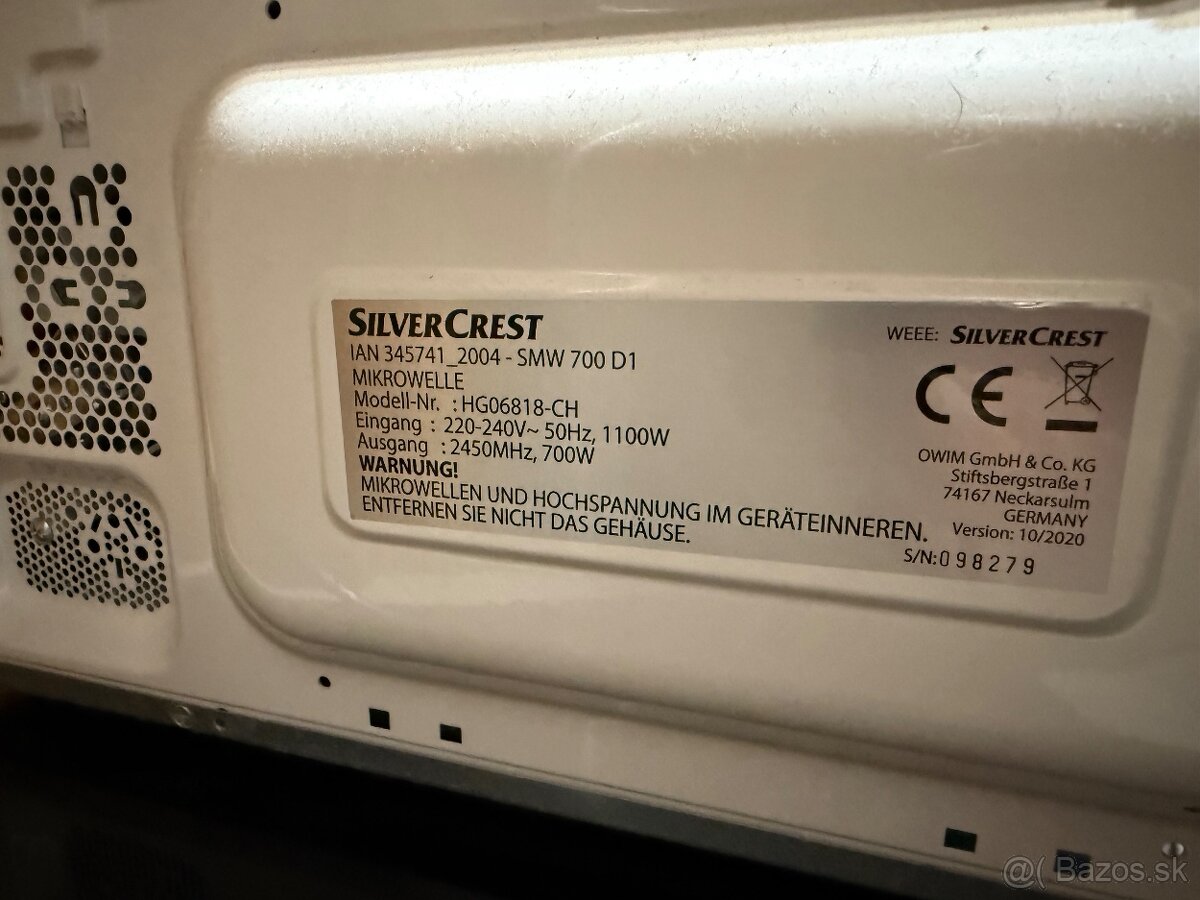 SILVERCREST
IAN 345741_2004 - SMW 700 D1
MIKROWELLE
Modell-Nr. : HG06818-CH
Eingang : 220-240V~ 50Hz, 1100W
Ausgang : 2450MHz, 700W
WARNUNG!
MIKROWELLEN UND HOCHSPANNUNG IM GERÄTEINNEREN.
ENTFERNEN SIE NICHT DAS GEHÄUSE.
WEEE: SILVERCREST
CE
OWIM GmbH & Co. KG
Stiftsbergstraße 1
74167 Neckarsulm
GERMANY
Version: 10/2020
S/N:098279
@( Bazos.sk